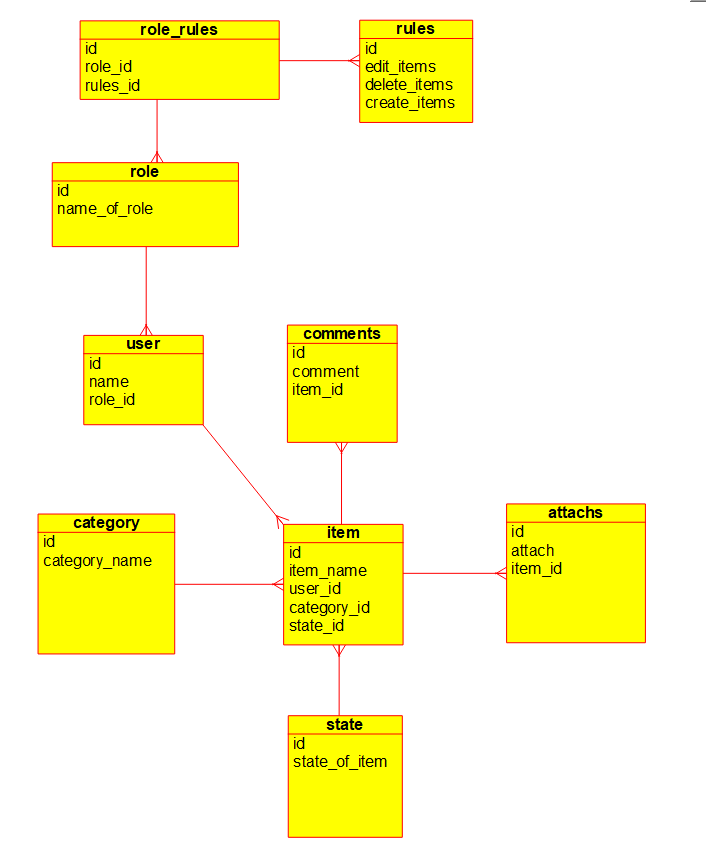 role_rules
id
role_id
rules_id
rules
id
edit_items
delete_items
create_items
role
id
name_of_role
user
id
name
role_id
comments
id
comment
item_id
category
id
category_name
item
id
item_name
user_id
category_id
state_id
attachs
id
attach
item_id
state
id
state_of_item